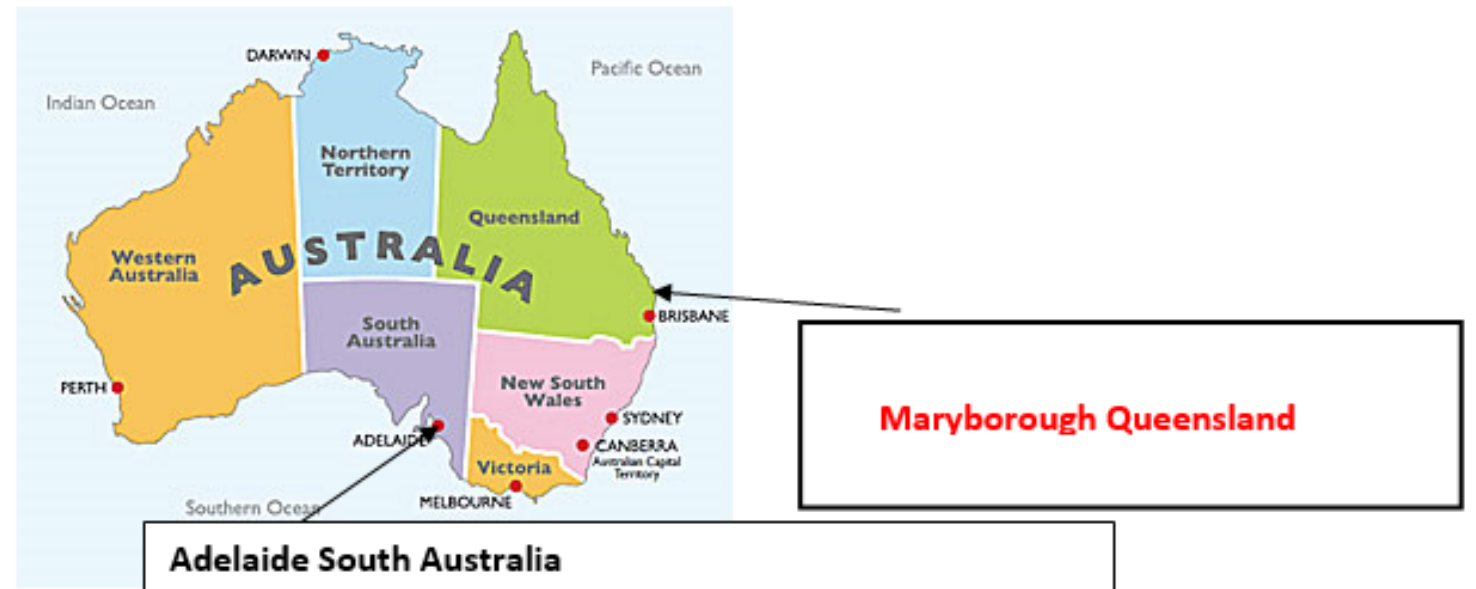 DARWIN
Pacific Ocean
Indian Ocean
Northern
Territory
Queensland
Western
Australia
AUSTRALIA
South
Australia
BRISBANE
PERTH
New South
Wales
SYDNEY
ADELAIDE
CANBERRA
Australian Capital
Territory
Victoria
MELBOURNE
Southern Ocean
Maryborough Queensland
Adelaide South Australia